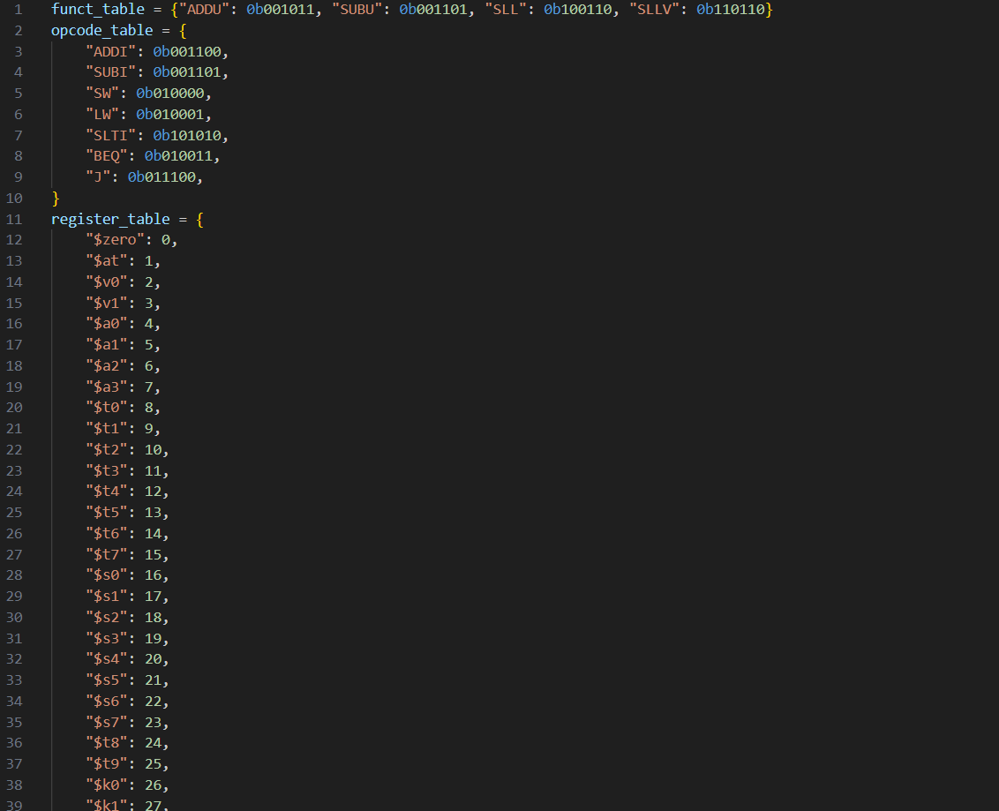 1 funct_table = {"ADDU": 0b001011, "SUBU": 0b001101, "SLL": 0b100110, "SLLV": 0b110110}
2 opcode_table = {
3     "ADDI": 0b001100,
4     "SUBI": 0b001101,
5     "SW": 0b010000,
6     "LW": 0b010001,
7     "SLTI": 0b101010,
8     "BEQ": 0b010011,
9     "J": 0b011100,
10 }
11 register_table = {
12     "$zero": 0,
13     "$at": 1,
14     "$v0": 2,
15     "$v1": 3,
16     "$a0": 4,
17     "$a1": 5,
18     "$a2": 6,
19     "$a3": 7,
20     "$t0": 8,
21     "$t1": 9,
22     "$t2": 10,
23     "$t3": 11,
24     "$t4": 12,
25     "$t5": 13,
26     "$t6": 14,
27     "$t7": 15,
28     "$s0": 16,
29     "$s1": 17,
30     "$s2": 18,
31     "$s3": 19,
32     "$s4": 20,
33     "$s5": 21,
34     "$s6": 22,
35     "$s7": 23,
36     "$t8": 24,
37     "$t9": 25,
38     "$k0": 26,
39     "$k1": 27,